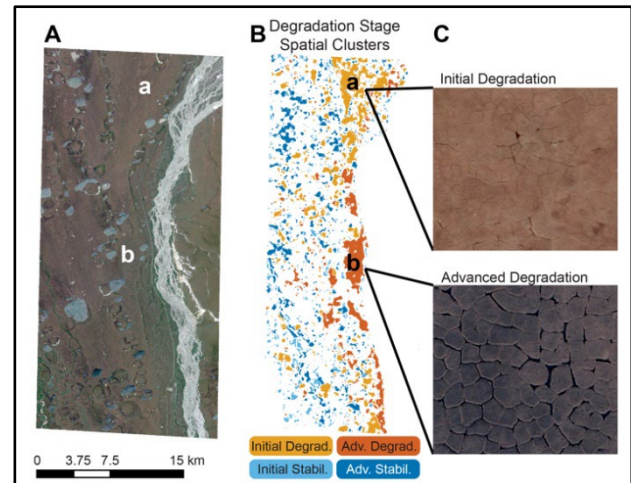 A
B
Degradation Stage
Spatial Clusters
C
a
b
a
b
Initial Degradation
Advanced Degradation
0 3.75 7.5 15 km
Initial Degrad. Adv. Degrad.
Initial Stabil. Adv. Stabil.